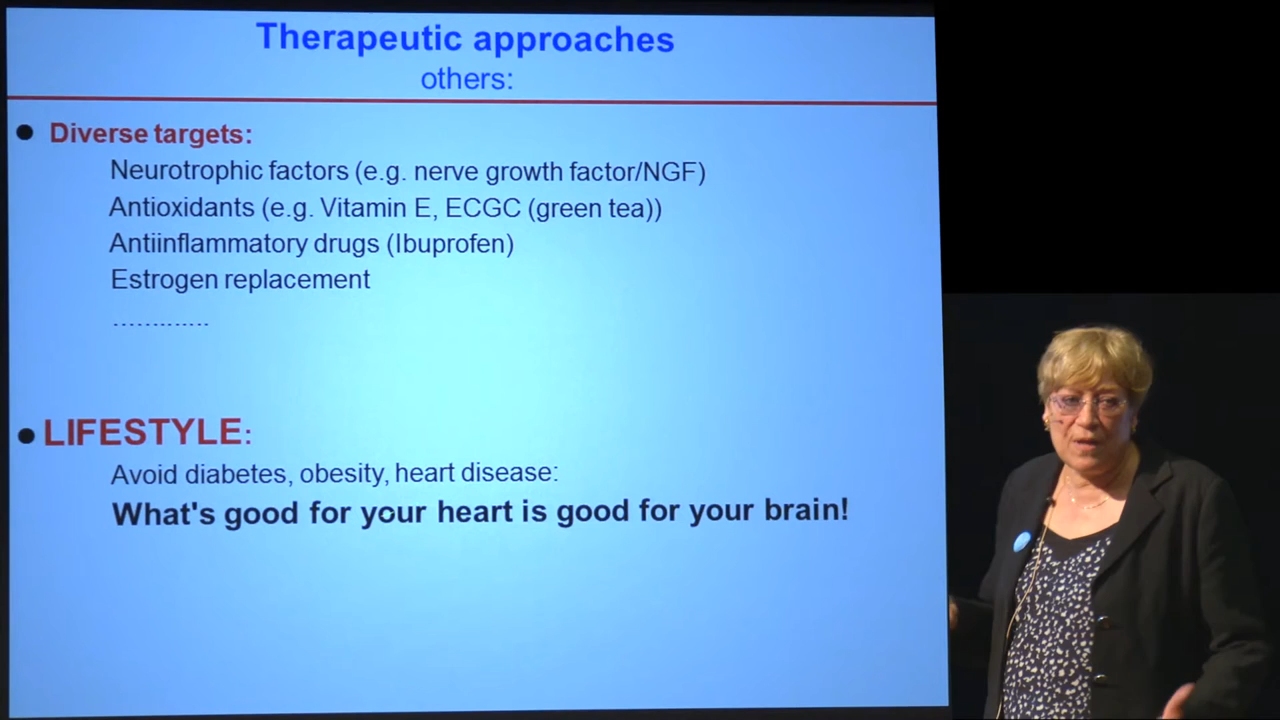 Therapeutic approaches
others:
● Diverse targets:
Neurotrophic factors (e.g. nerve growth factor/NGF)
Antioxidants (e.g. Vitamin E, ECGC (green tea))
Antiinflammatory drugs (Ibuprofen)
Estrogen replacement
.............
● LIFESTYLE:
Avoid diabetes, obesity, heart disease:
What's good for your heart is good for your brain!